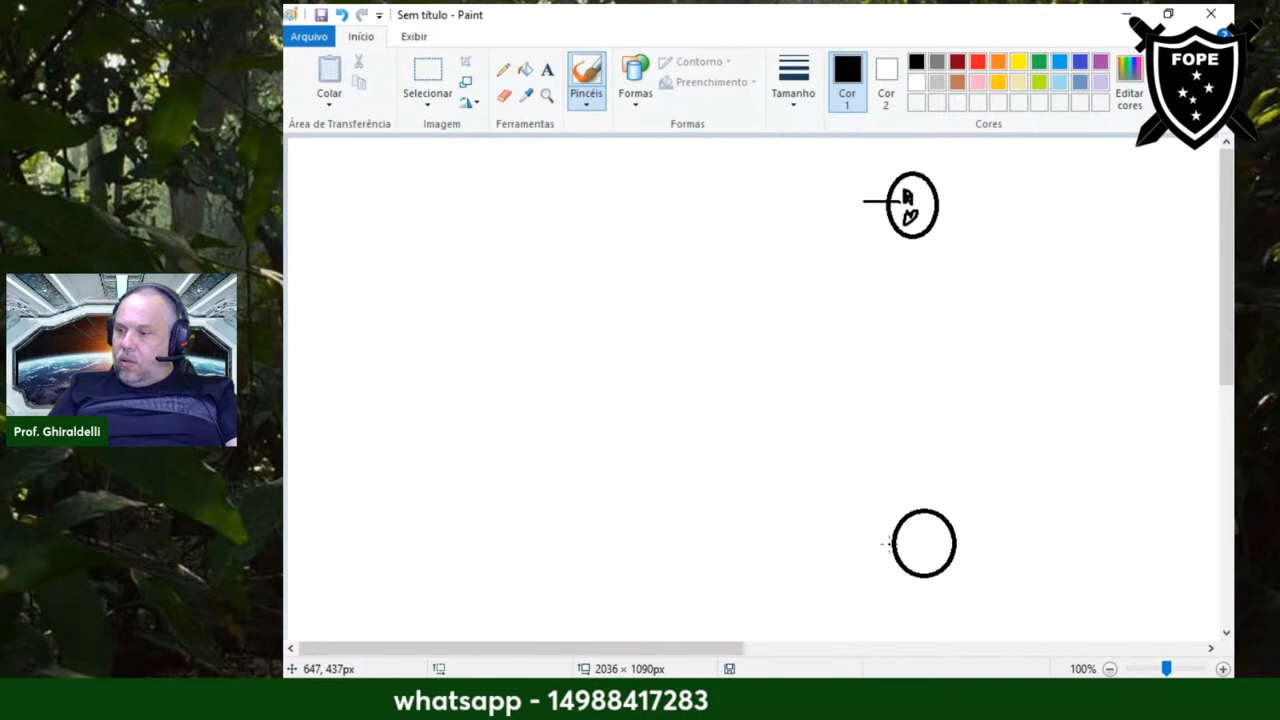 Sem título - Paint
Arquivo Início Exibir
FOPE
Colar
Selecionar
A
Pincéis
Formas
Contorno
Preenchimento
Tamanho
Cor 1
Cor 2
Editar cores
Área de Transferência
Imagem
Ferramentas
Formas
Cores
Prof. Ghiraldelli
647, 437px
2036 × 1090px
100%
whatsapp - 14988417283